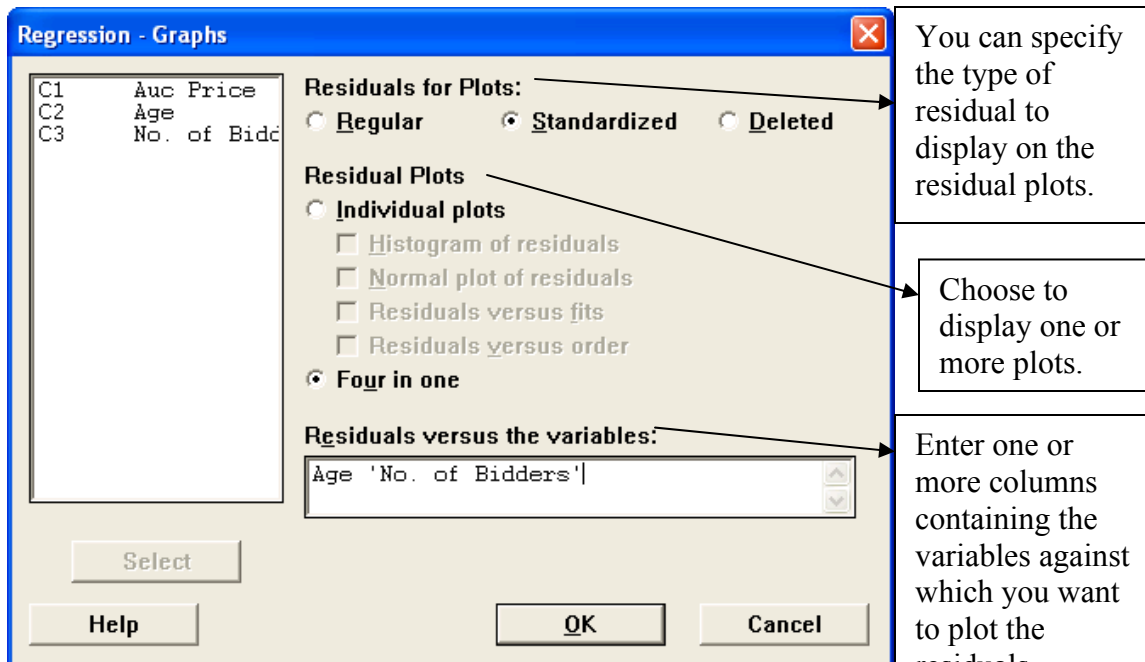 Regression - Graphs
C1 Auc Price
C2 Age
C3 No. of Bidd
Residuals for Plots:
Regular Standardized Deleted
Residual Plots
Individual plots
Histogram of residuals
Normal plot of residuals
Residuals versus fits
Residuals versus order
Four in one
Residuals versus the variables:
Age 'No. of Bidders'
Select
Help OK Cancel
You can specify
the type of
residual to
display on the
residual plots.
Choose to
display one or
more plots.
Enter one or
more columns
containing the
variables against
which you want
to plot the
residuals